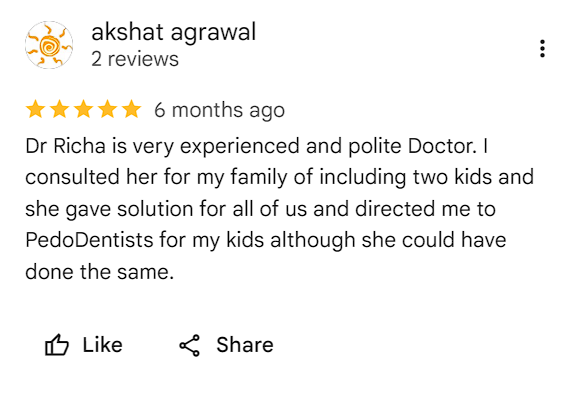 akshat agrawal
2 reviews
6 months ago
Dr Richa is very experienced and polite Doctor. I
consulted her for my family of including two kids and
she gave solution for all of us and directed me to
PedoDentists for my kids although she could have
done the same.
Like Share